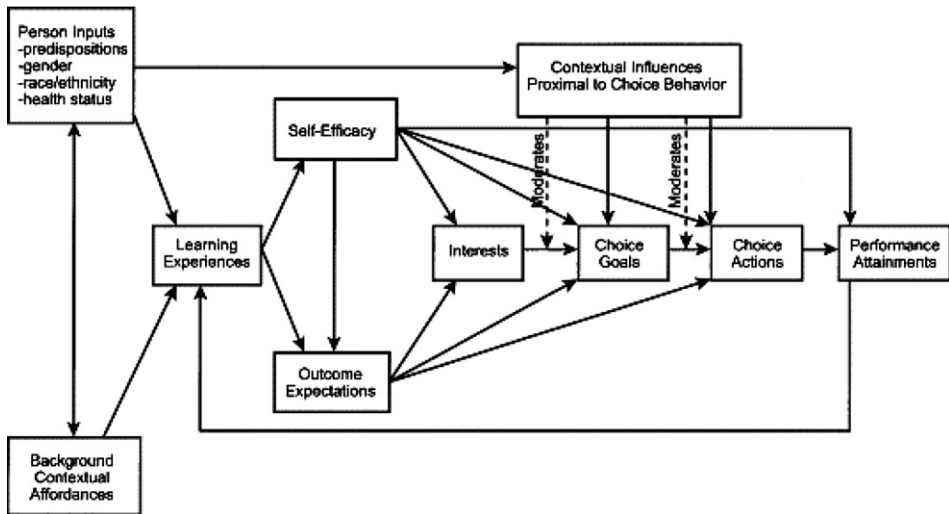 Person Inputs
-predispositions
-gender
-race/ethnicity
-health status
Contextual Influences
Proximal to Choice Behavior
Self-Efficacy
Moderates
Moderates
Learning
Experiences
Interests
Choice
Goals
Choice
Actions
Performance
Attainments
Outcome
Expectations
Background
Contextual
Affordances